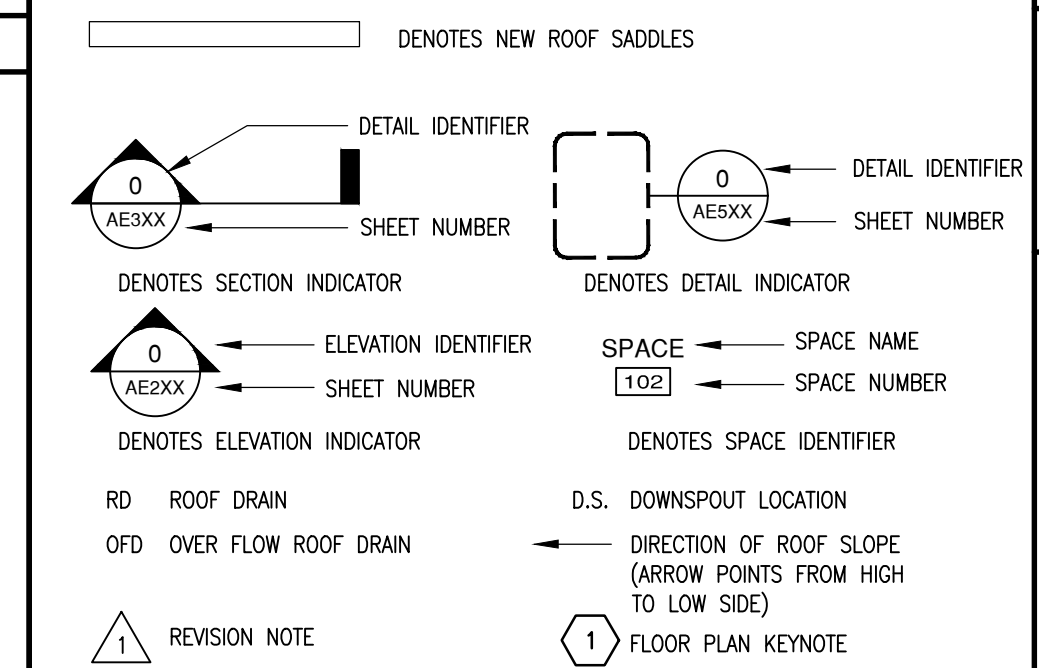 DENOTES NEW ROOF SADDLES
DETAIL IDENTIFIER
0
AE3XX
SHEET NUMBER
DENOTES SECTION INDICATOR
DETAIL IDENTIFIER
0
AE5XX
SHEET NUMBER
DENOTES DETAIL INDICATOR
0
AE2XX
ELEVATION IDENTIFIER
SHEET NUMBER
DENOTES ELEVATION INDICATOR
SPACE
SPACE NAME
102
SPACE NUMBER
DENOTES SPACE IDENTIFIER
RD ROOF DRAIN
OFD OVER FLOW ROOF DRAIN
D.S. DOWNSPOUT LOCATION
DIRECTION OF ROOF SLOPE
(ARROW POINTS FROM HIGH
TO LOW SIDE)
1 REVISION NOTE
1 FLOOR PLAN KEYNOTE